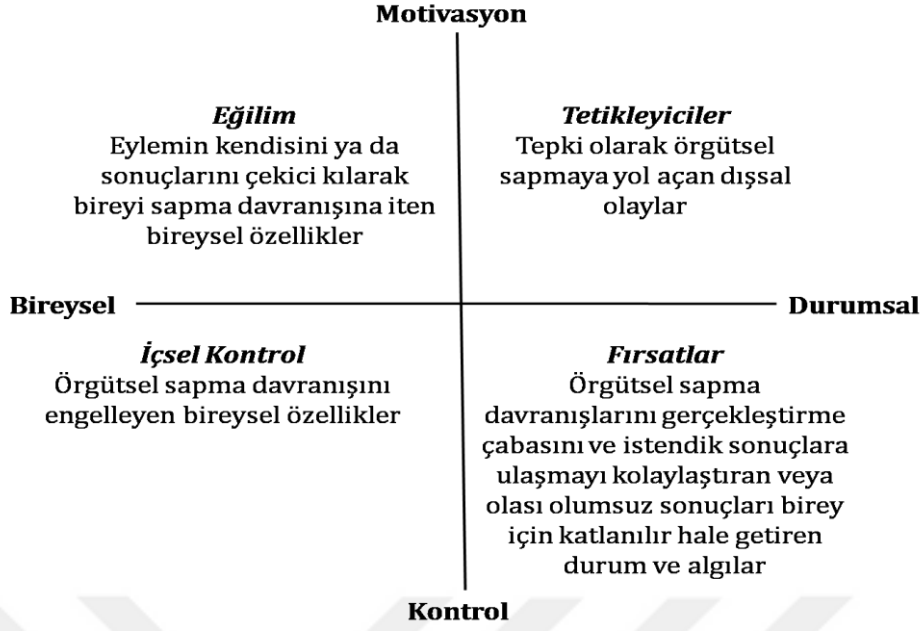 Motivasyon
Eğilim
Eylemin kendisini ya da
sonuçlarını çekici kılarak
bireyi sapma davranışına iten
bireysel özellikler
Tetikleyiciler
Tepki olarak örgütsel
sapmaya yol açan dışsal
olaylar
Bireysel
Durumsal
İçsel Kontrol
Örgütsel sapma davranışını
engelleyen bireysel özellikler
Fırsatlar
Örgütsel sapma
davranışlarını gerçekleştirme
çabasını ve istendik sonuçlara
ulaşmayı kolaylaştıran veya
olası olumsuz sonuçları birey
için katlanılır hale getiren
durum ve algılar
Kontrol